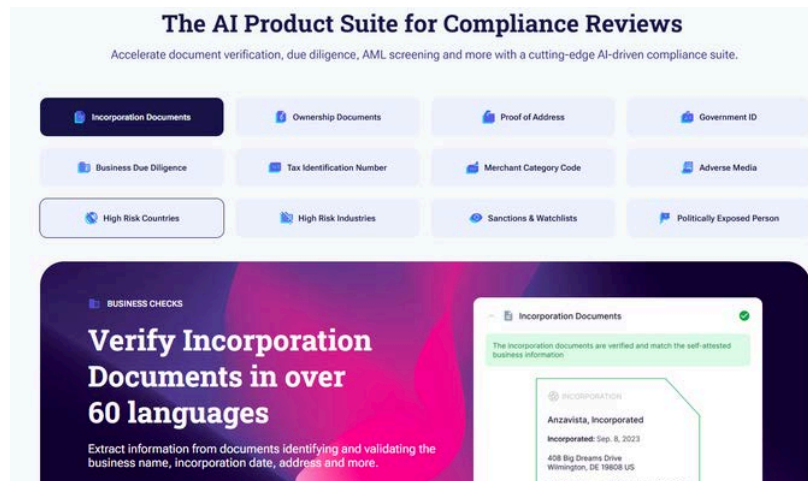 The AI Product Suite for Compliance Reviews
Accelerate document verification, due diligence, AML screening and more with a cutting-edge AI-driven compliance suite.
Incorporation Documents
Ownership Documents
Proof of Address
Government ID
Business Due Diligence
Tax Identification Number
Merchant Category Code
Adverse Media
High Risk Countries
High Risk Industries
Sanctions & Watchlists
Politically Exposed Person
BUSINESS CHECKS
Verify Incorporation
Documents in over
60 languages
Extract information from documents identifying and validating the
business name, incorporation date, address and more.
Incorporation Documents
The incorporation documents are verified and match the self-attested
business information
INCORPORATION
Anzavista, Incorporated
Incorporated: Sep. 8, 2023
408 Big Dreams Drive
Wilmington, DE 19808 US